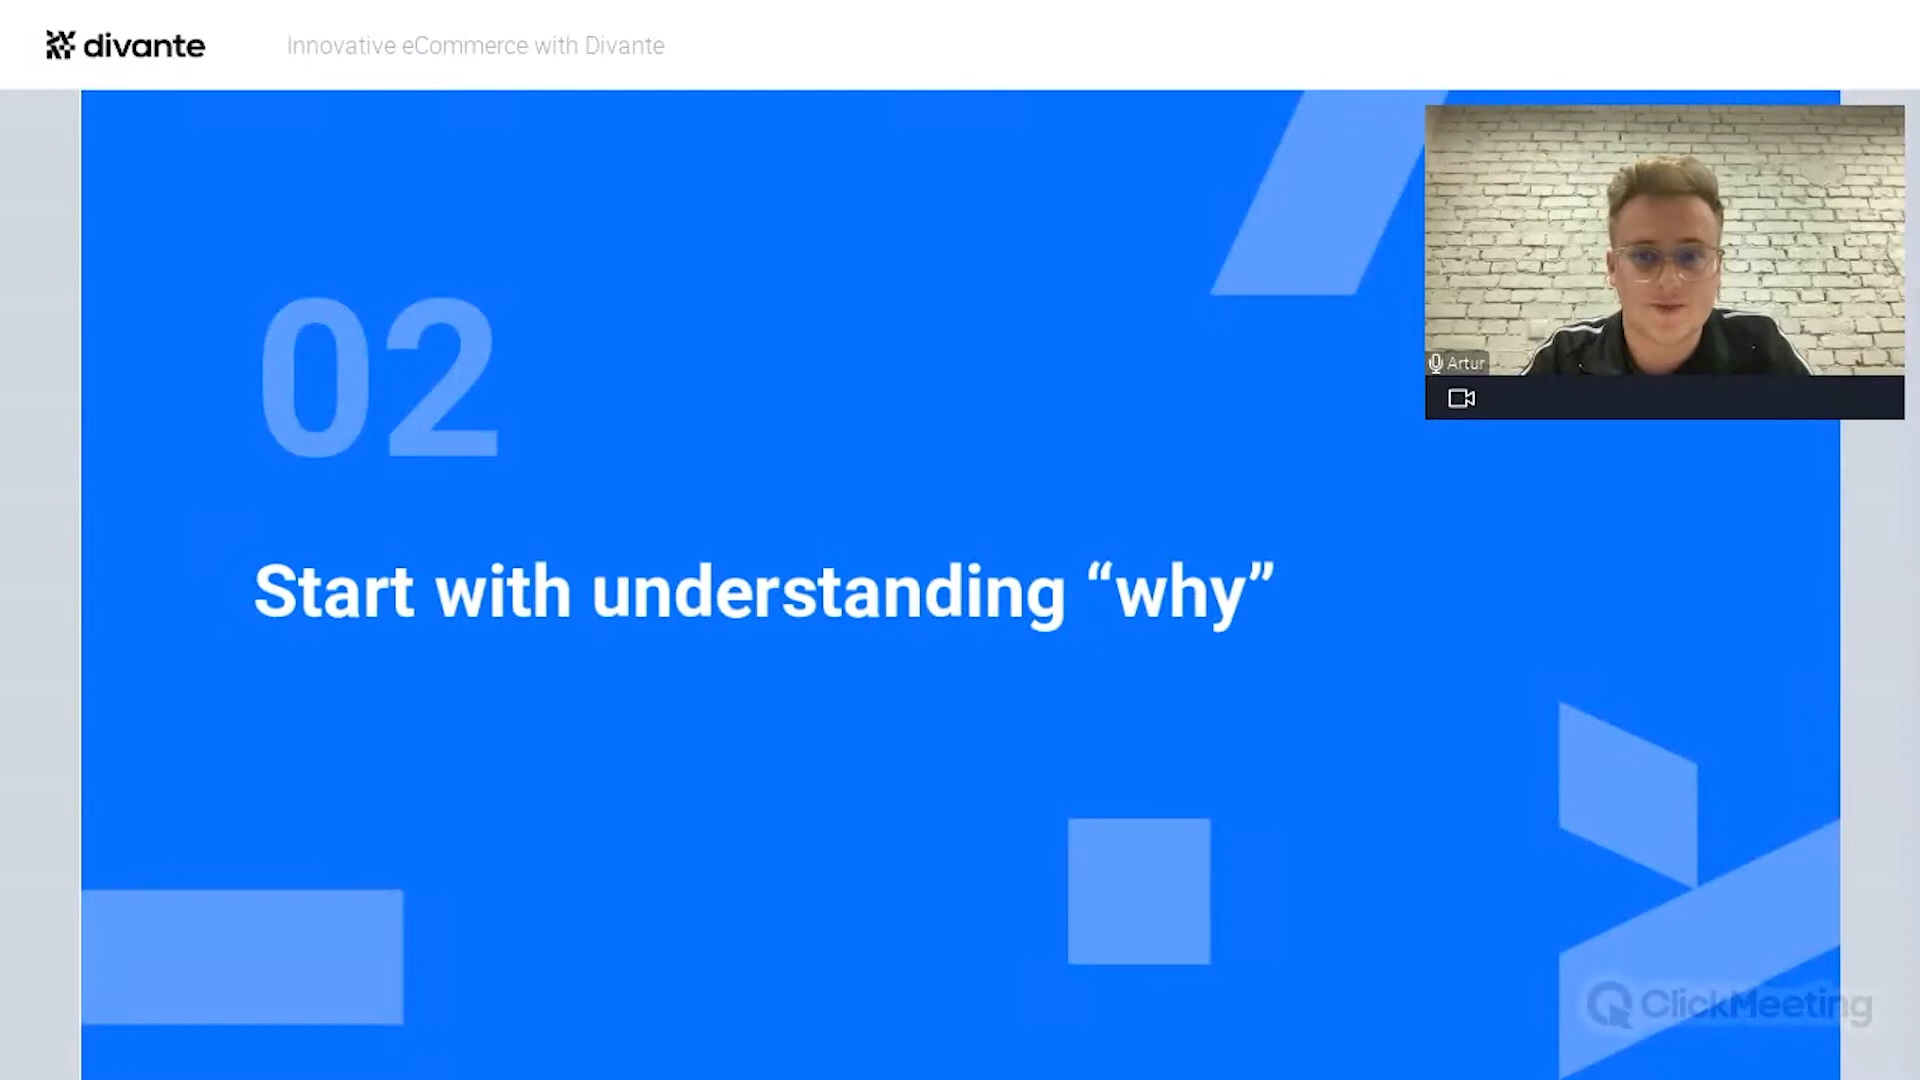 divante
Innovative eCommerce with Divante
Artur
02
Start with understanding “why”
ClickMeeting